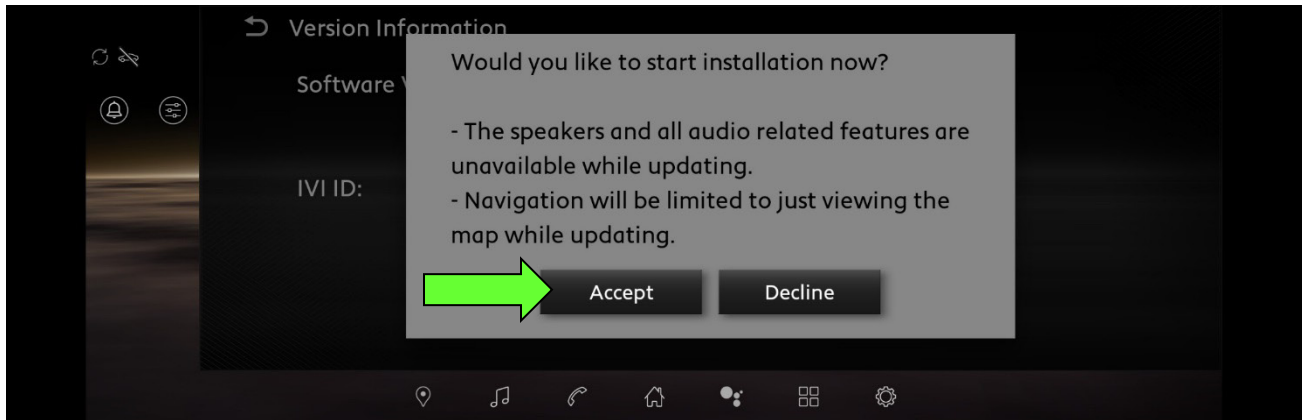 Version Information
Software V
IVI ID:
Would you like to start installation now?
- The speakers and all audio related features are
unavailable while updating.
- Navigation will be limited to just viewing the
map while updating.
Accept Decline